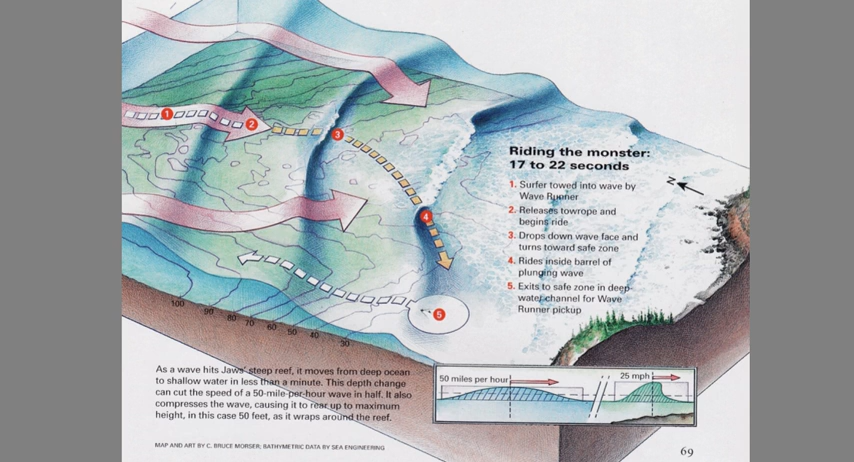 1
2
3
4
5
Riding the monster:
17 to 22 seconds
1. Surfer towed into wave by
Wave Runner
2. Releases towrope and
begins ride
3. Drops down wave face and
turns toward safe zone
4. Rides inside barrel of
plunging wave
5. Exits to safe zone in deep-
water channel for Wave
Runner pickup
N
100
90
80
70
60
50
40
30
As a wave hits Jaws' steep reef, it moves from deep ocean
to shallow water in less than a minute. This depth change
can cut the speed of a 50-mile-per-hour wave in half. It also
compresses the wave, causing it to rear up to maximum
height, in this case 50 feet, as it wraps around the reef.
50 miles per hour
25 mph
MAP AND ART BY C. BRUCE MORSER; BATHYMETRIC DATA BY SEA ENGINEERING
69